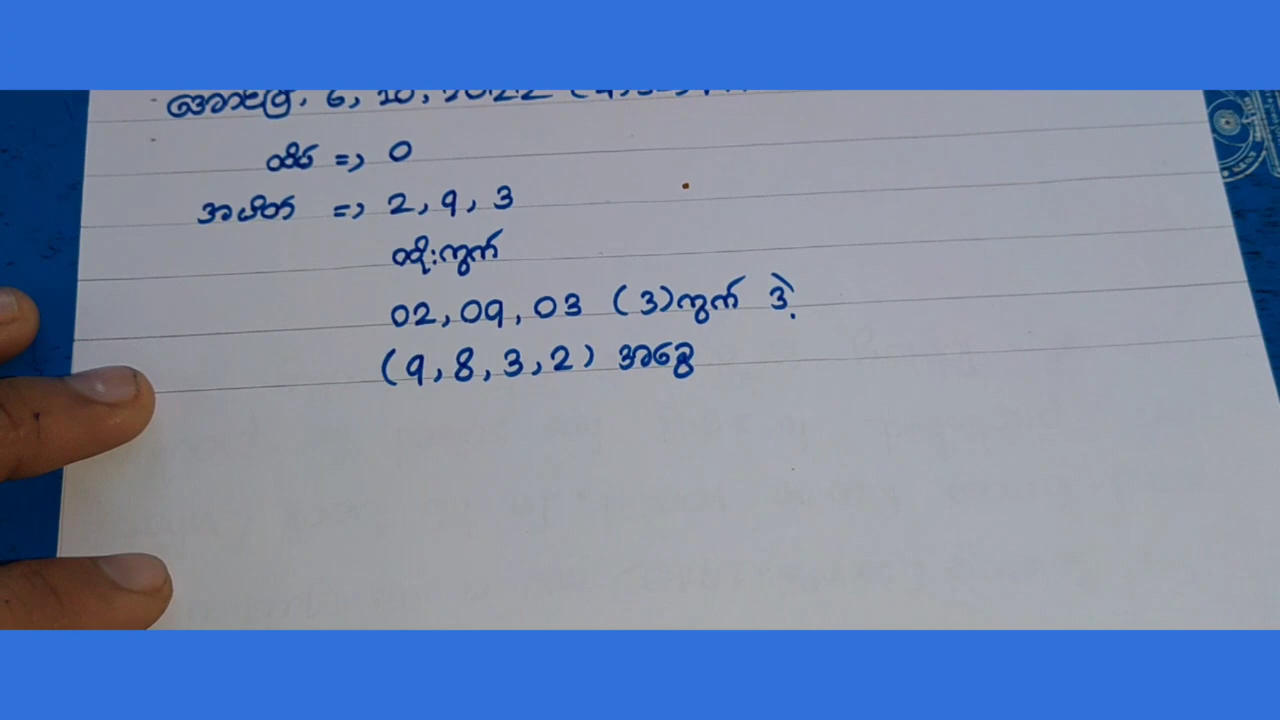 6, 10, 2022
ထိပ် => 0
အပိတ် => 2, 9, 3
ထိုးကွက်
02, 09, 03 (3) ကွက် ဒဲ့
(9, 8, 3, 2) အခွေ